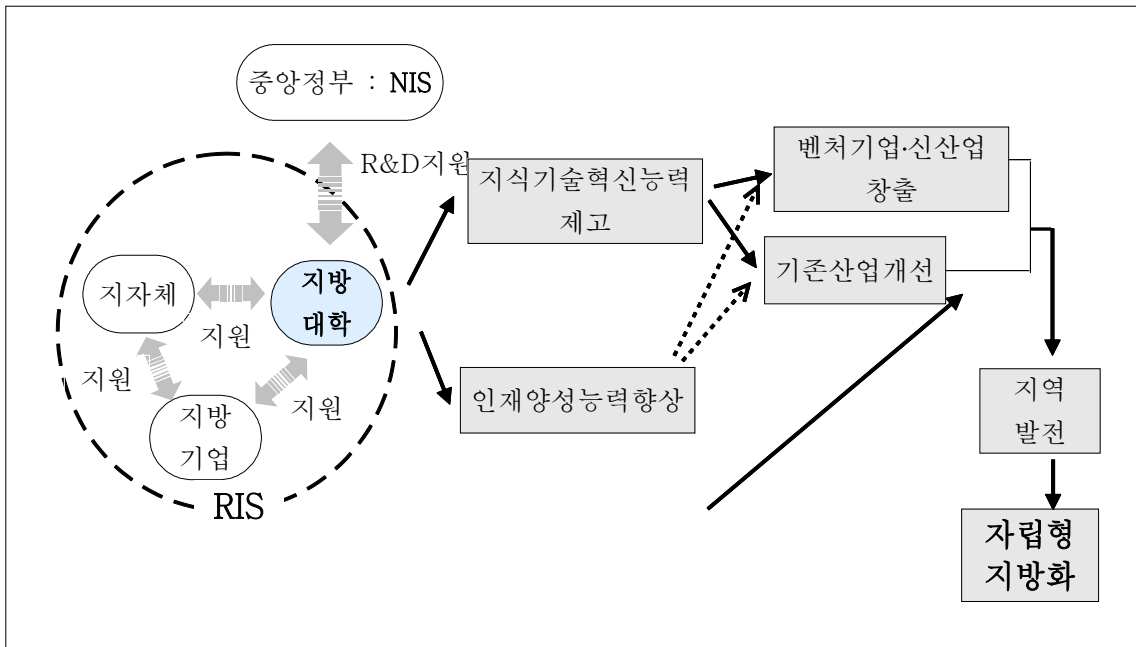 중앙정부 : NIS
R&D지원
지식기술혁신능력
제고
벤처기업·신산업
창출
기존산업개선
지자체
지방
대학
지원
지원
지원
지방
기업
인재양성능력향상
지역
발전
RIS
자립형
지방화